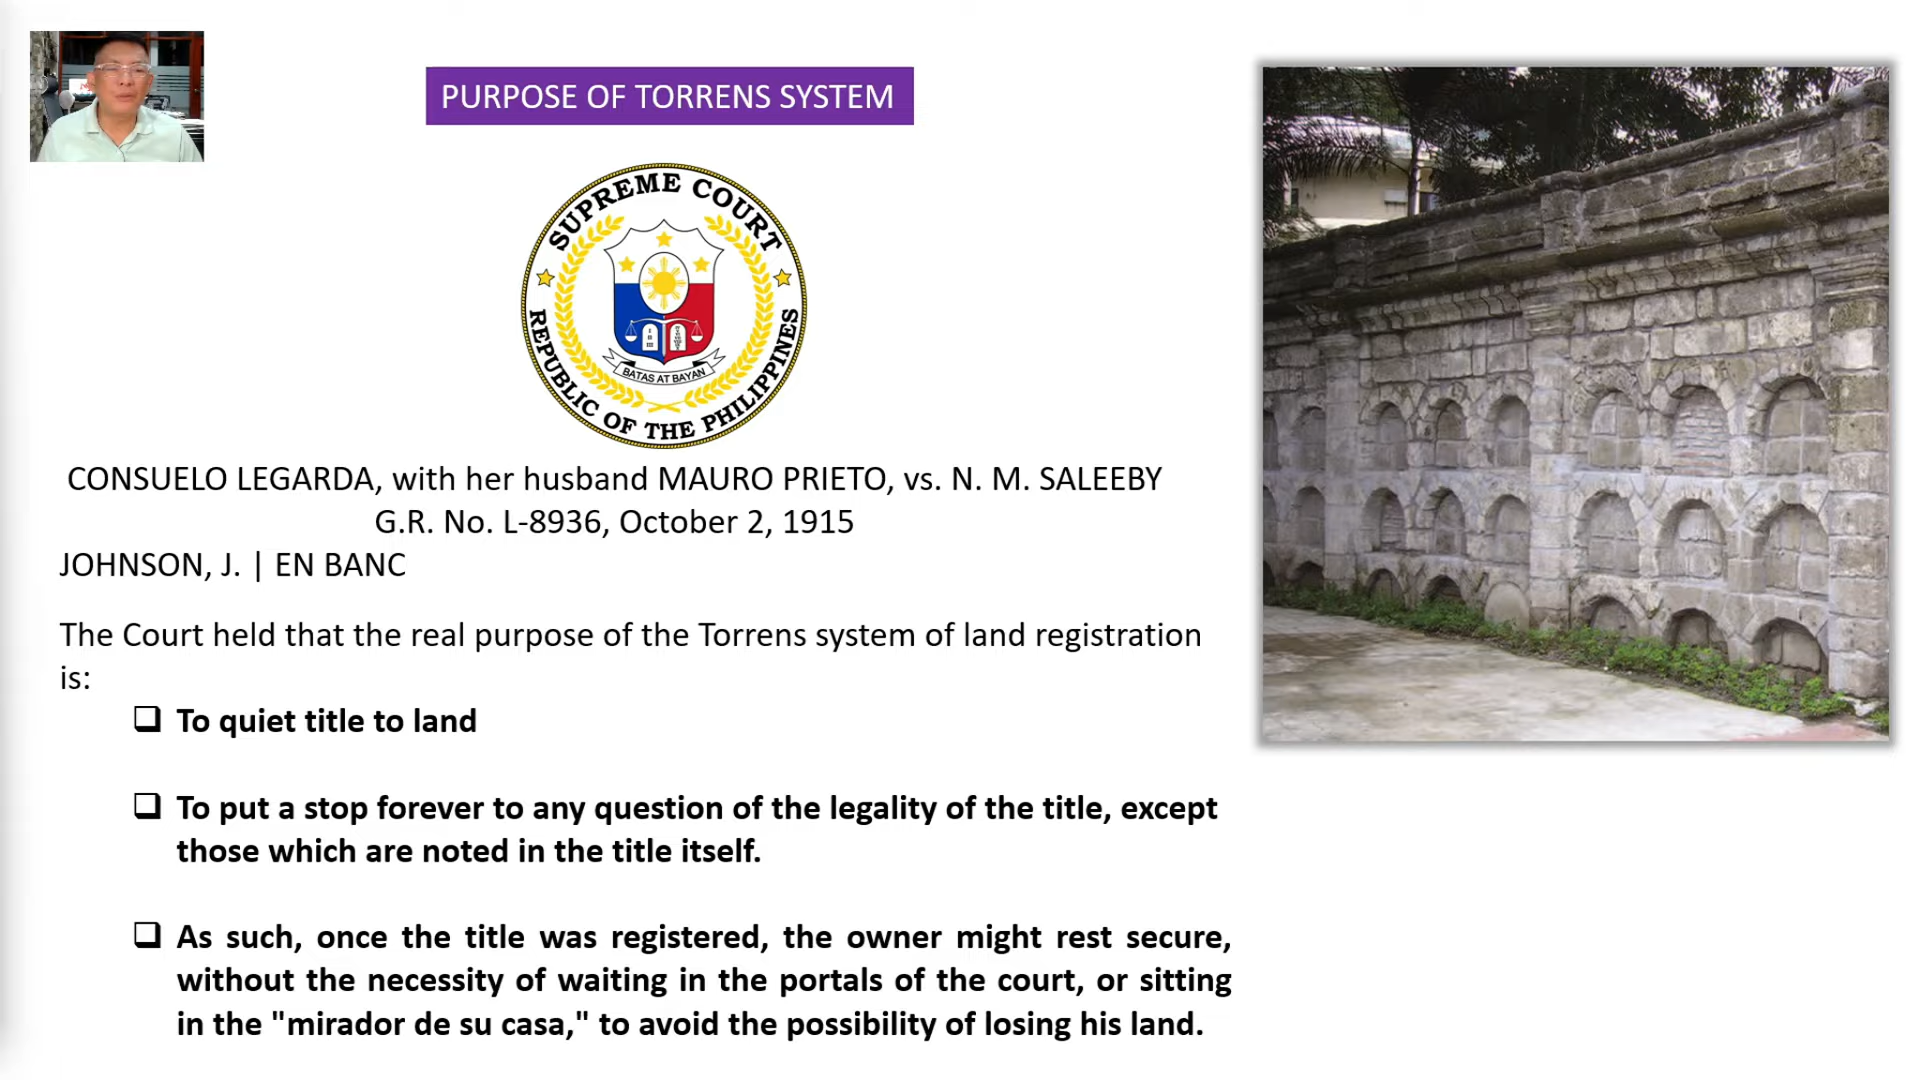 PURPOSE OF TORRENS SYSTEM
SUPREME COURT
REPUBLIC OF THE PHILIPPINES
BATAS AT BAYAN
CONSUELO LEGARDA, with her husband MAURO PRIETO, vs. N. M. SALEEBY
G.R. No. L-8936, October 2, 1915
JOHNSON, J. | EN BANC
The Court held that the real purpose of the Torrens system of land registration
is:
To quiet title to land
To put a stop forever to any question of the legality of the title, except
those which are noted in the title itself.
As such, once the title was registered, the owner might rest secure,
without the necessity of waiting in the portals of the court, or sitting
in the "mirador de su casa," to avoid the possibility of losing his land.